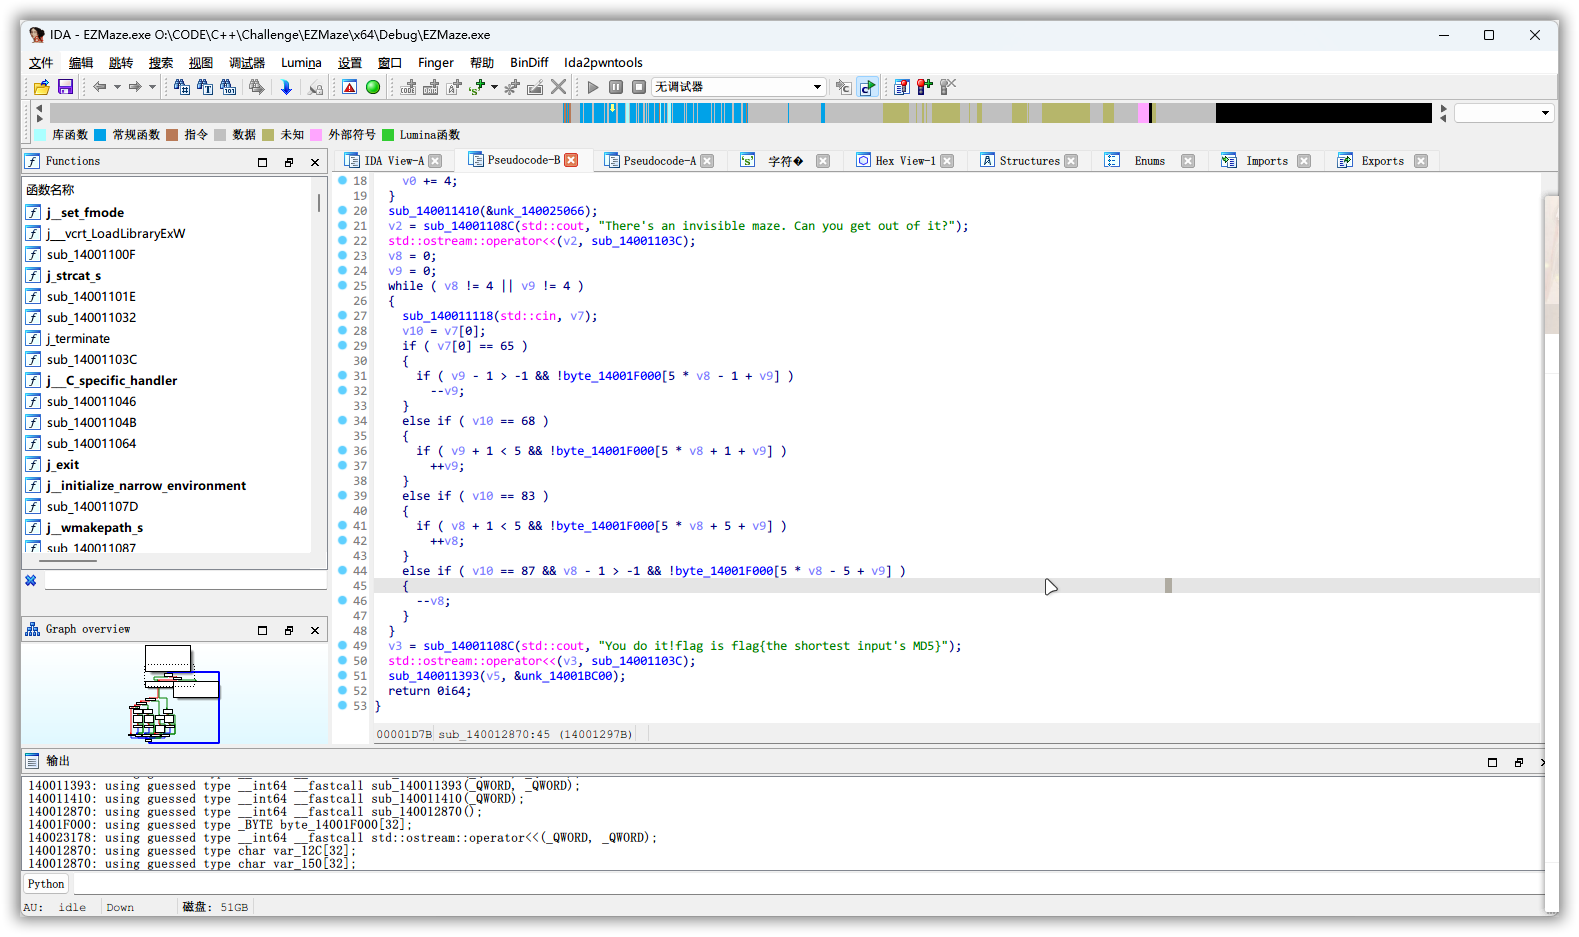 IDA - EZMaze.exe O:\CODE\C++\Challenge\EZMaze\x64\Debug\EZMaze.exe
文件 编辑 跳转 搜索 视图 调试器 Lumina 设置 窗口 Finger 帮助 BinDiff Ida2pwntools
无调试器
库函数 常规函数 指令 数据 未知 外部符号 Lumina函数
Functions
IDA View-A Pseudocode-B Pseudocode-A 字符� Hex View-1 Structures Enums Imports Exports
函数名称
j__set_fmode
j___vcrt_LoadLibraryExW
sub_14001100F
j_strcat_s
sub_14001101E
sub_140011032
j_terminate
sub_14001103C
j__C_specific_handler
sub_140011046
sub_14001104B
sub_140011064
j_exit
j__initialize_narrow_environment
sub_14001107D
j__wmakepath_s
sub_140011087
Graph overview
18 v0 += 4;
19 }
20 sub_140011410(&unk_140025066);
21 v2 = sub_14001108C(std::cout, "There's an invisible maze. Can you get out of it?");
22 std::ostream::operator<<(v2, sub_14001103C);
23 v8 = 0;
24 v9 = 0;
25 while ( v8 != 4 || v9 != 4 )
26 {
27 sub_140011118(std::cin, v7);
28 v10 = v7[0];
29 if ( v7[0] == 65 )
30 {
31 if ( v9 - 1 > -1 && !byte_14001F000[5 * v8 - 1 + v9] )
32 --v9;
33 }
34 else if ( v10 == 68 )
35 {
36 if ( v9 + 1 < 5 && !byte_14001F000[5 * v8 + 1 + v9] )
37 ++v9;
38 }
39 else if ( v10 == 83 )
40 {
41 if ( v8 + 1 < 5 && !byte_14001F000[5 * v8 + 5 + v9] )
42 ++v8;
43 }
44 else if ( v10 == 87 && v8 - 1 > -1 && !byte_14001F000[5 * v8 - 5 + v9] )
45 {
46 --v8;
47 }
48 }
49 v3 = sub_14001108C(std::cout, "You do it!flag is flag{the shortest input's MD5}");
50 std::ostream::operator<<(v3, sub_14001103C);
51 sub_140011393(v5, &unk_14001BC00);
52 return 0i64;
53 }
00001D7B sub_140012870:45 (14001297B)
输出
140011393: using guessed type __int64 __fastcall sub_140011393(_QWORD, _QWORD);
140011410: using guessed type __int64 __fastcall sub_140011410(_QWORD);
140012870: using guessed type __int64 __fastcall sub_140012870();
14001F000: using guessed type _BYTE byte_14001F000[32];
140023178: using guessed type __int64 __fastcall std::ostream::operator<<(_QWORD, _QWORD);
140012870: using guessed type char var_12C[32];
140012870: using guessed type char var_150[32];
Python
AU: idle Down 磁盘: 51GB